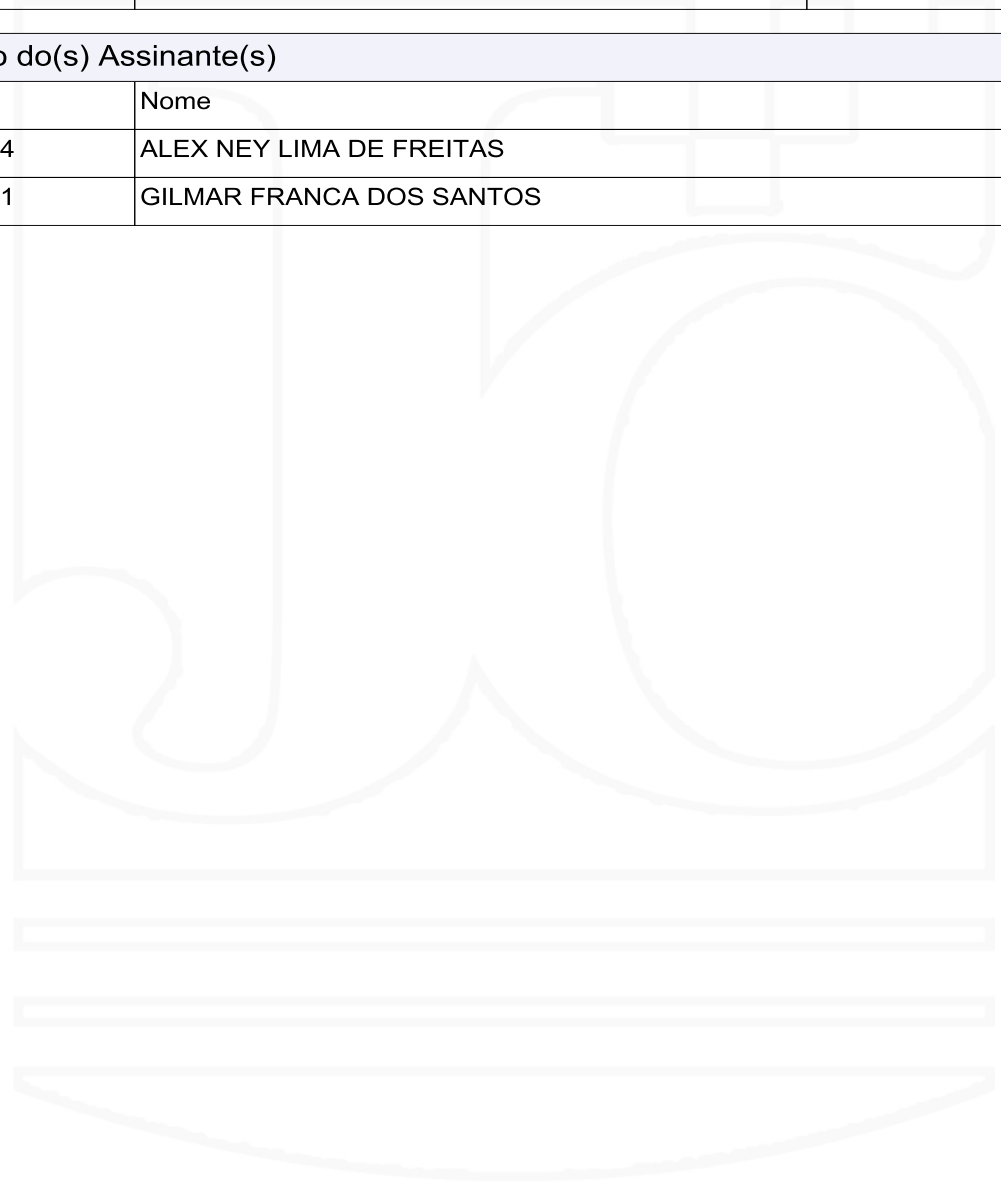 o do(s) Assinante(s)
Nome
4 ALEX NEY LIMA DE FREITAS
1 GILMAR FRANCA DOS SANTOS